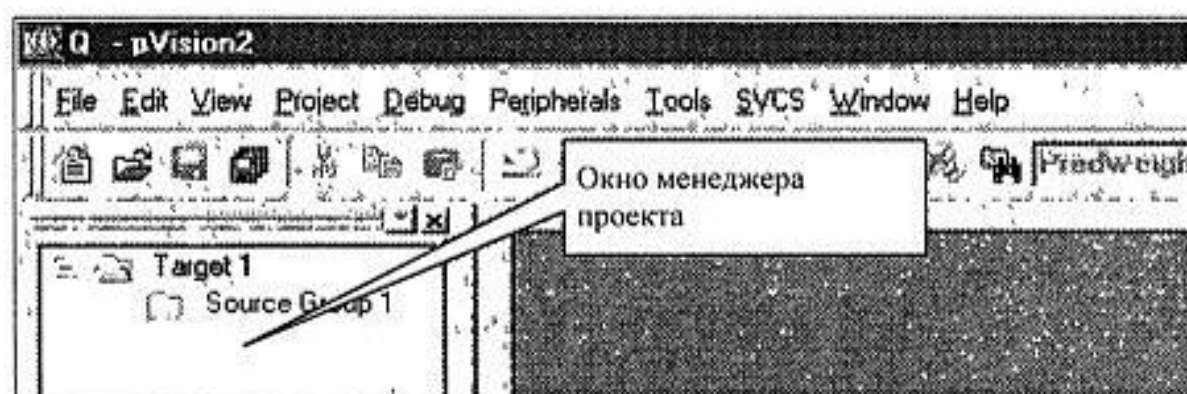 Q - µVision2
File Edit View Project Debug Peripherals Tools SVCS Window Help
Окно менеджера
проекта
Target 1
Source Group 1